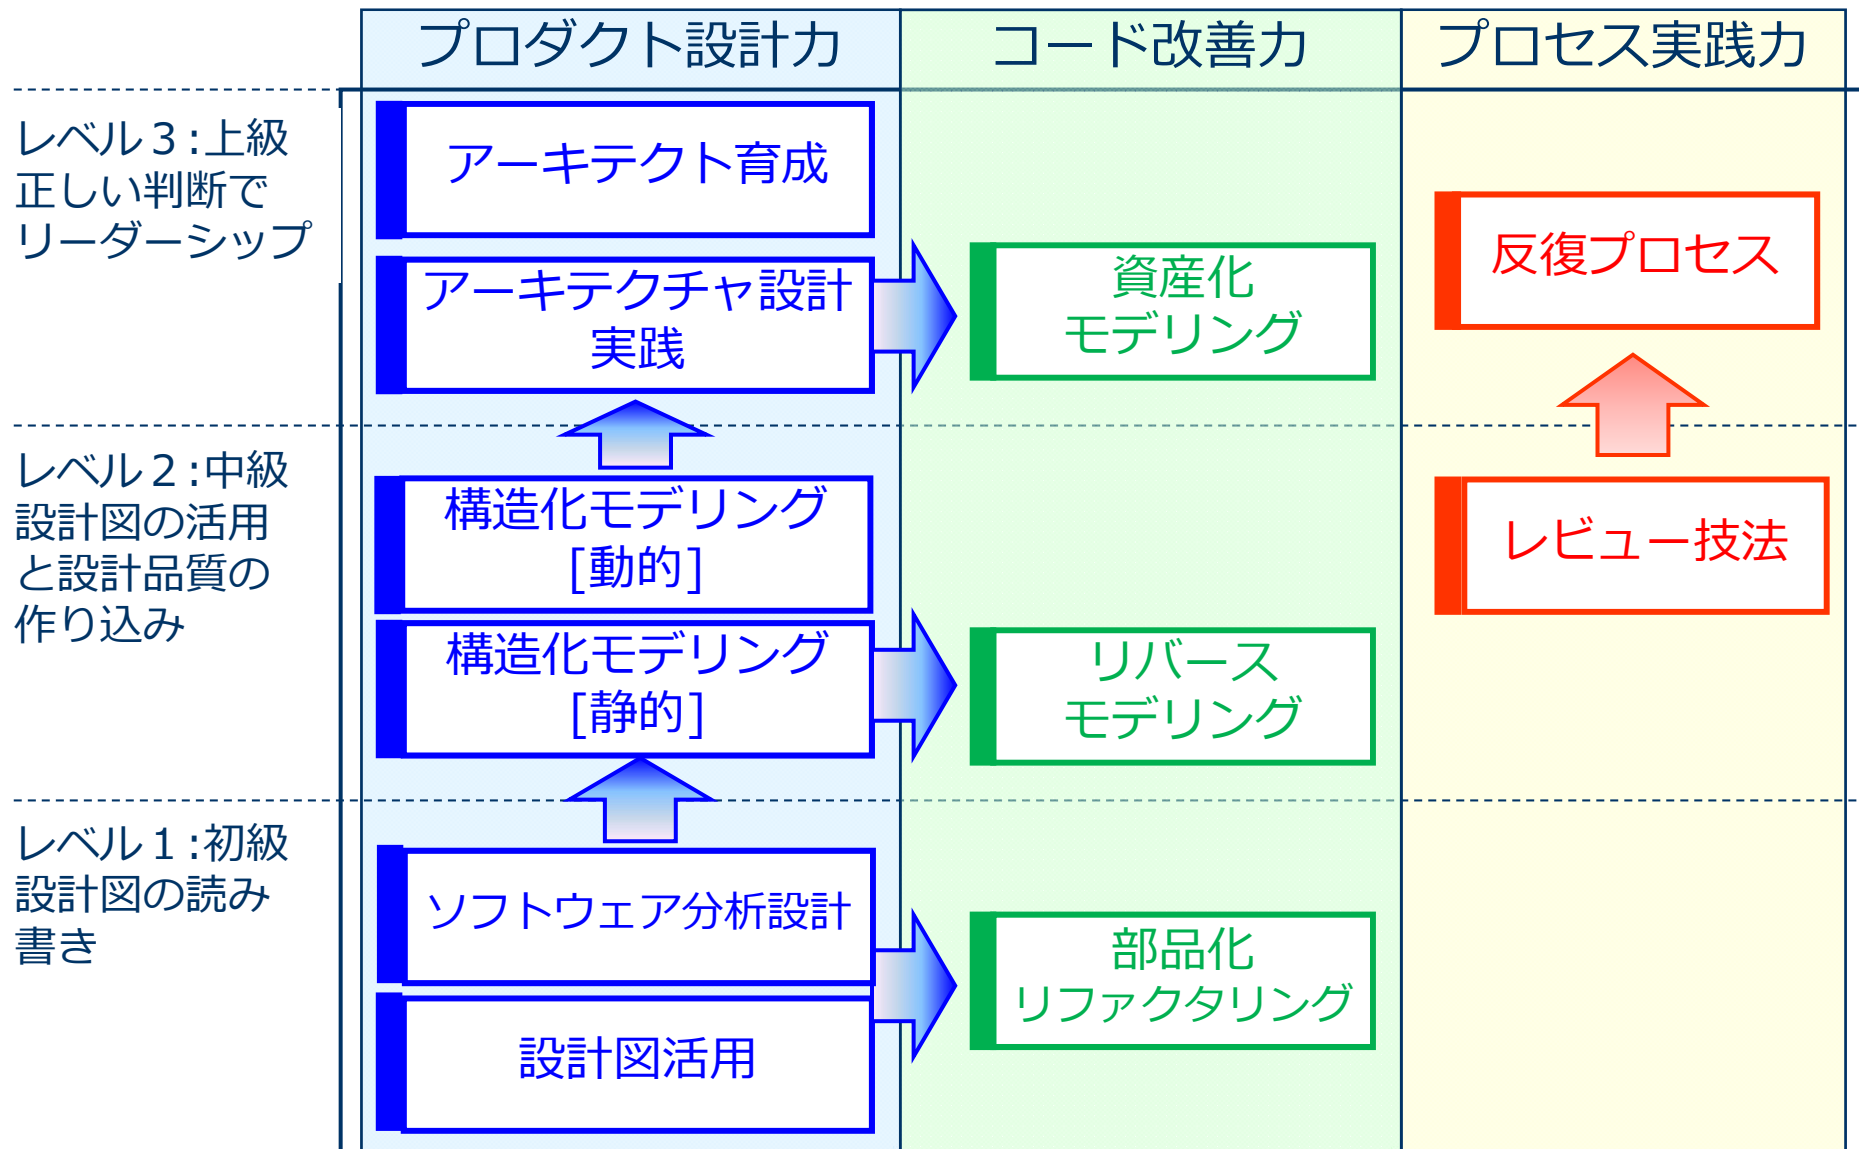 プロダクト設計力
コード改善力
プロセス実践力
レベル３:上級
正しい判断で
リーダーシップ
アーキテクト育成
アーキテクチャ設計
実践
資産化
モデリング
反復プロセス
レベル２:中級
設計図の活用
と設計品質の
作り込み
構造化モデリング
[動的]
構造化モデリング
[静的]
リバース
モデリング
レビュー技法
レベル１:初級
設計図の読み
書き
ソフトウェア分析設計
設計図活用
部品化
リファクタリング